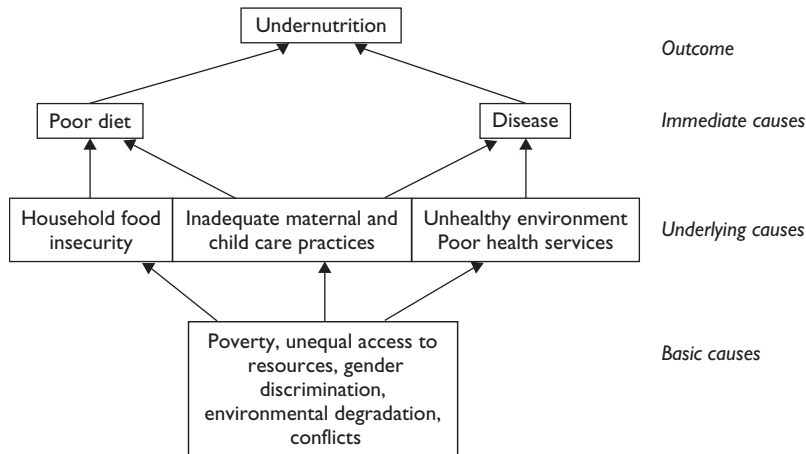 Undernutrition
Outcome
Poor diet
Disease
Immediate causes
Household food
insecurity
Inadequate maternal and
child care practices
Unhealthy environment
Poor health services
Underlying causes
Poverty, unequal access to
resources, gender
discrimination,
environmental degradation,
conflicts
Basic causes